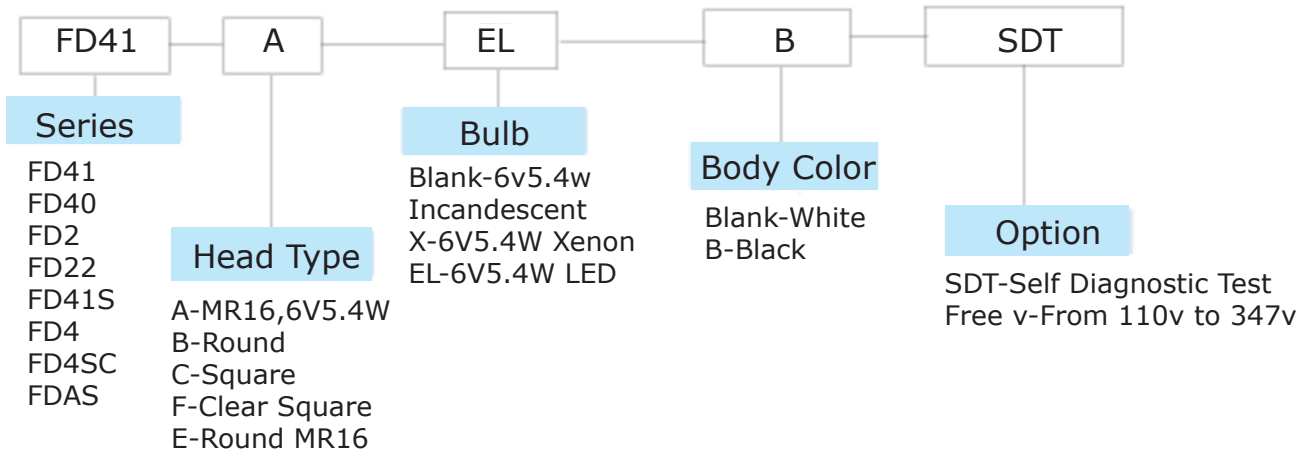 FD41 A EL B SDT
Series
FD41
FD40
FD2
FD22
FD41S
FD4
FD4SC
FDAS
Head Type
A-MR16,6V5.4W
B-Round
C-Square
F-Clear Square
E-Round MR16
Bulb
Blank-6v5.4w
Incandescent
X-6V5.4W Xenon
EL-6V5.4W LED
Body Color
Blank-White
B-Black
Option
SDT-Self Diagnostic Test
Free v-From 110v to 347v